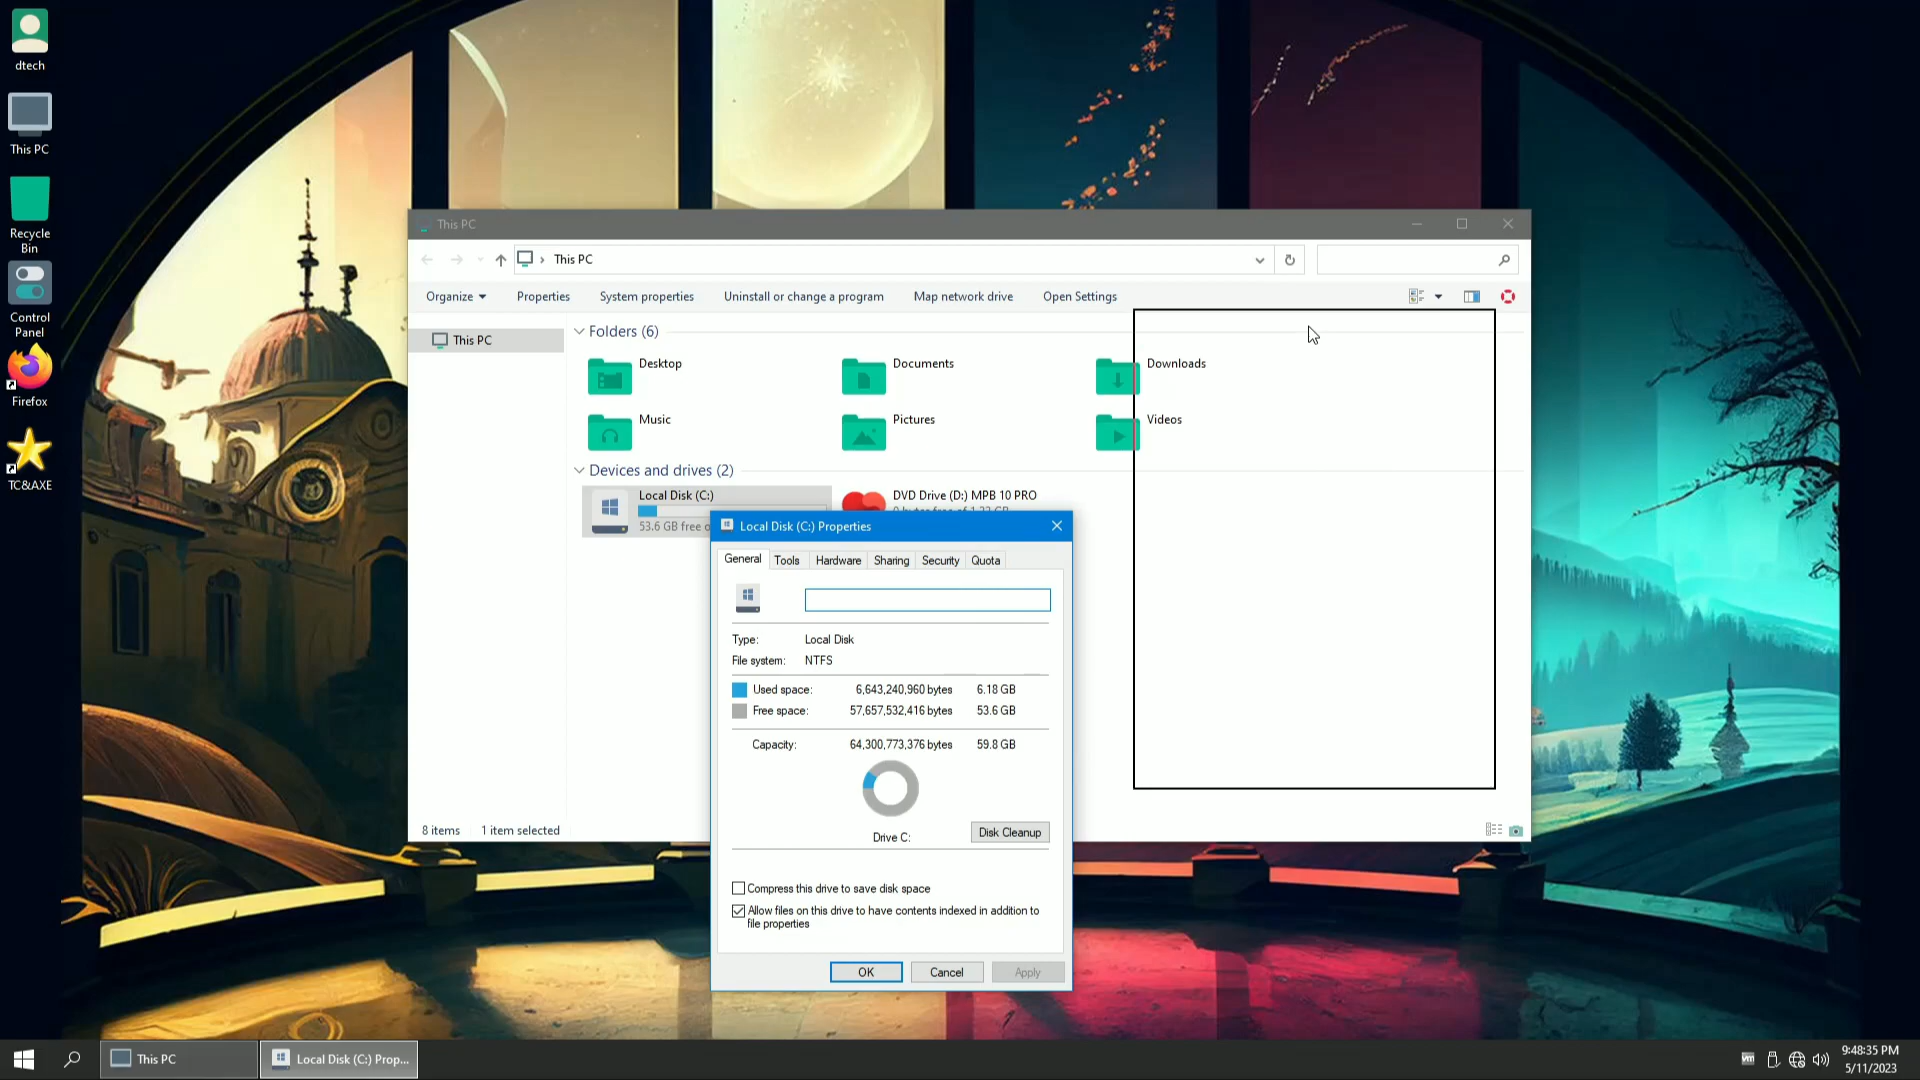 dtech
This PC
Recycle
Bin
Control
Panel
Firefox
TC&AXE
This PC
This PC
Organize
Properties
System properties
Uninstall or change a program
Map network drive
Open Settings
This PC
Folders (6)
Desktop
Documents
Downloads
Music
Pictures
Videos
Devices and drives (2)
Local Disk (C:)
53.6 GB free
DVD Drive (D:) MPB 10 PRO
Local Disk (C:) Properties
General
Tools
Hardware
Sharing
Security
Quota
Type:
Local Disk
File system:
NTFS
Used space:
6,643,240,960 bytes
6.18 GB
Free space:
57,657,532,416 bytes
53.6 GB
Capacity:
64,300,773,376 bytes
59.8 GB
Drive C:
Disk Cleanup
Compress this drive to save disk space
Allow files on this drive to have contents indexed in addition to
file properties
OK
Cancel
Apply
8 items
1 item selected
This PC
Local Disk (C:) Prop...
vm
9:48:35 PM
5/11/2023